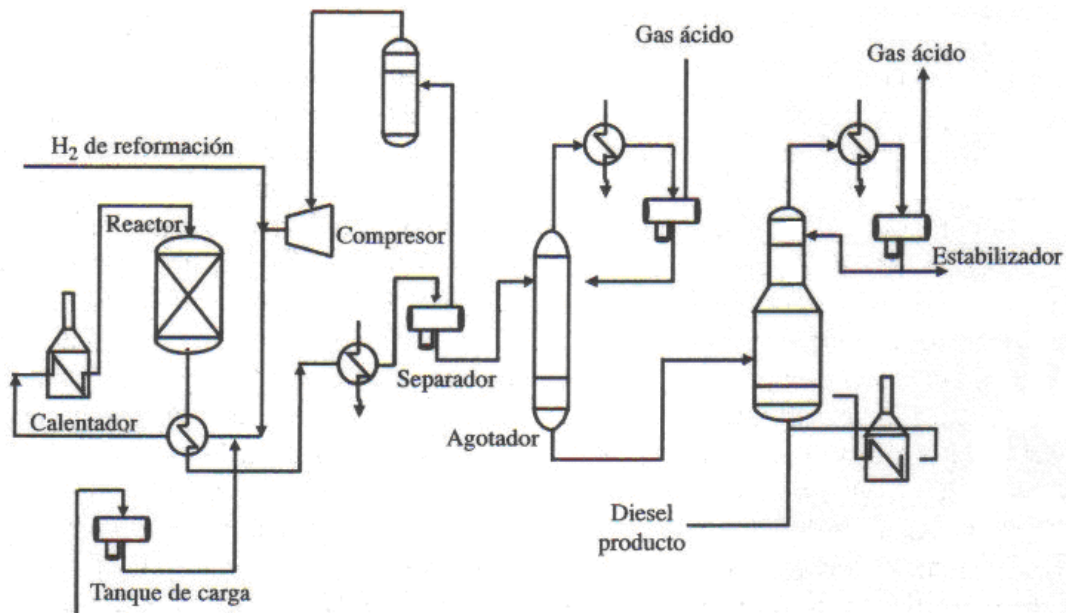 Gas ácido
Gas ácido
H₂ de reformación
Reactor
Compresor
Estabilizador
Separador
Calentador
Agotador
Diesel
producto
Tanque de carga